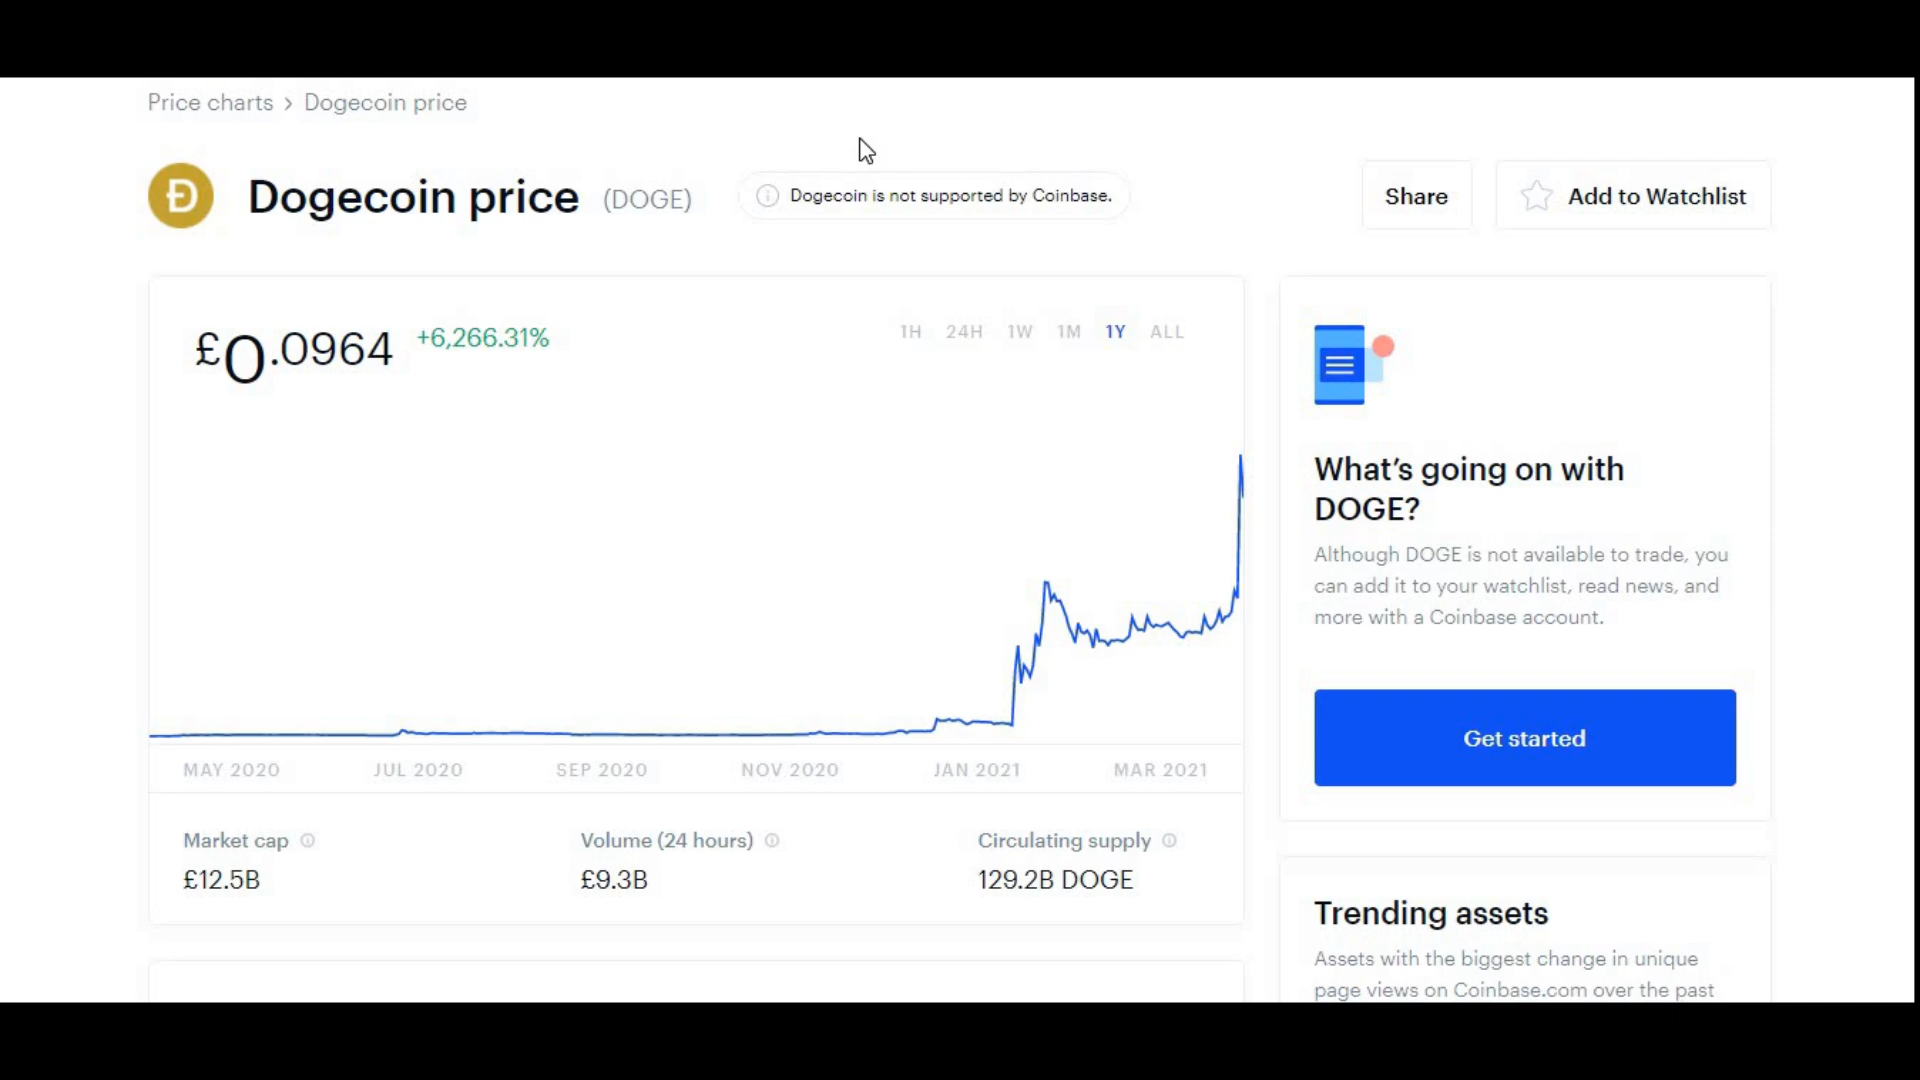 Price charts > Dogecoin price
Dogecoin price (DOGE)
Dogecoin is not supported by Coinbase.
Share
Add to Watchlist
£0.0964 +6,266.31%
1H 24H 1W 1M 1Y ALL
MAY 2020 JUL 2020 SEP 2020 NOV 2020 JAN 2021 MAR 2021
Market cap
£12.5B
Volume (24 hours)
£9.3B
Circulating supply
129.2B DOGE
What's going on with
DOGE?
Although DOGE is not available to trade, you
can add it to your watchlist, read news, and
more with a Coinbase account.
Get started
Trending assets
Assets with the biggest change in unique
page views on Coinbase.com over the past